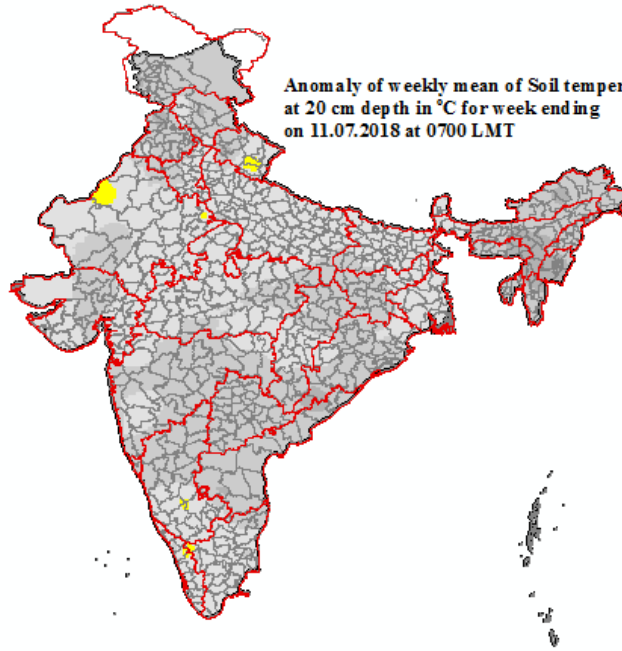 Anomaly of weekly mean of Soil temper
at 20 cm depth in °C for week ending
on 11.07.2018 at 0700 LMT